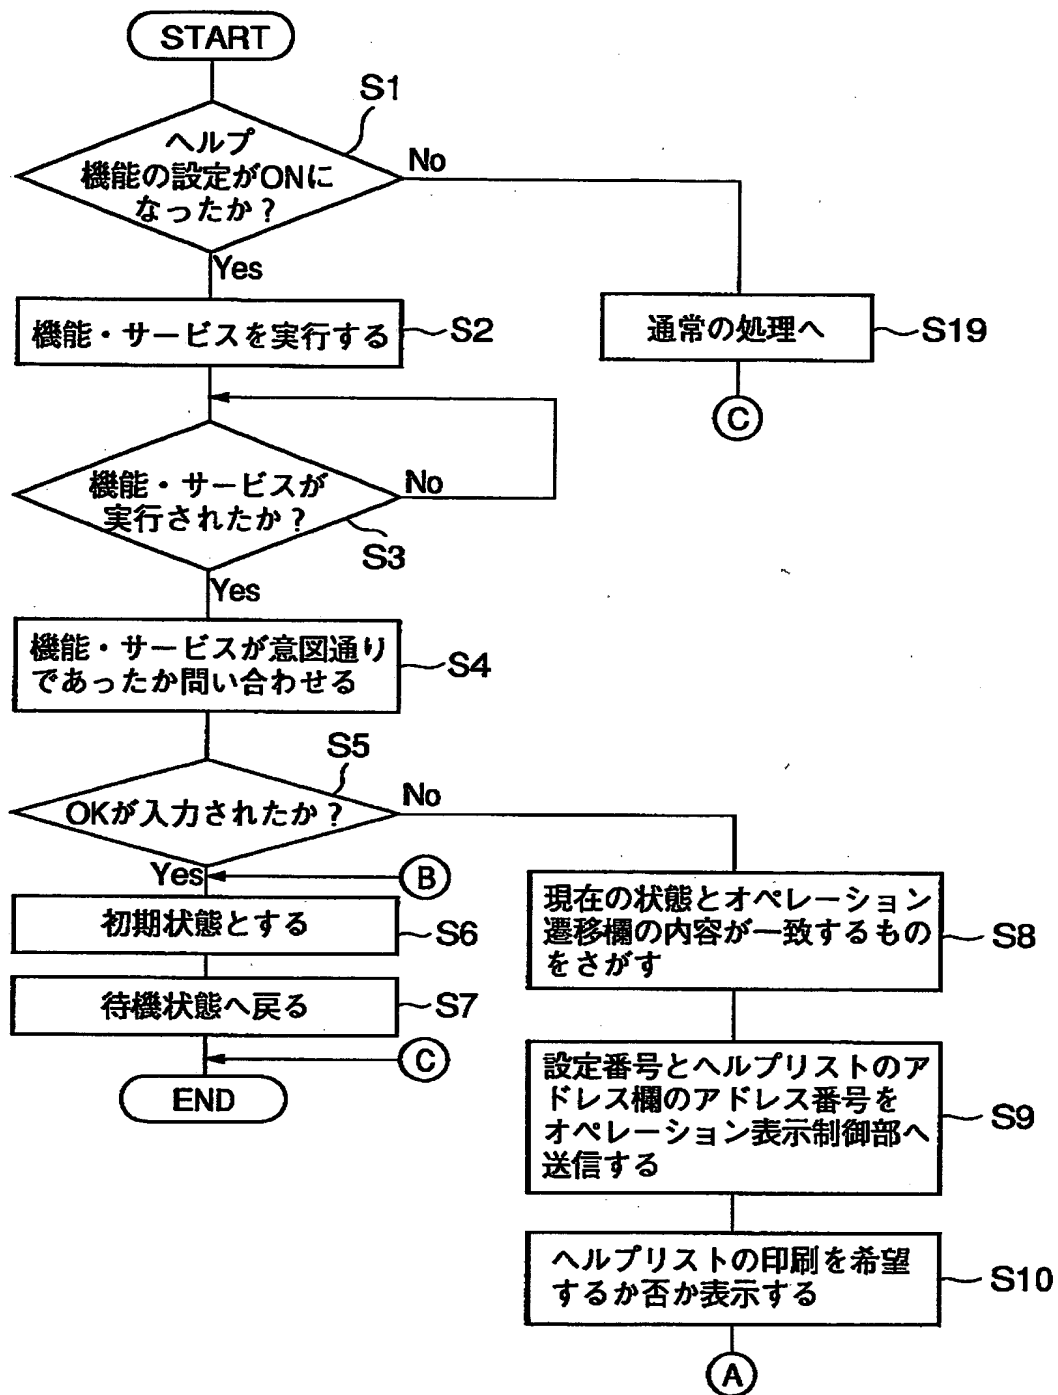 START
S1
ヘルプ
機能の設定がONに
なったか？
No
Yes
機能・サービスを実行する
S2
通常の処理へ
S19
C
機能・サービスが
実行されたか？
No
S3
Yes
機能・サービスが意図通り
であったか問い合わせる
S4
S5
OKが入力されたか？
No
Yes
B
初期状態とする
S6
待機状態へ戻る
S7
C
END
現在の状態とオペレーション
遷移欄の内容が一致するもの
をさがす
S8
設定番号とヘルプリストのア
ドレス欄のアドレス番号を
オペレーション表示制御部へ
送信する
S9
ヘルプリストの印刷を希望
するか否か表示する
S10
A